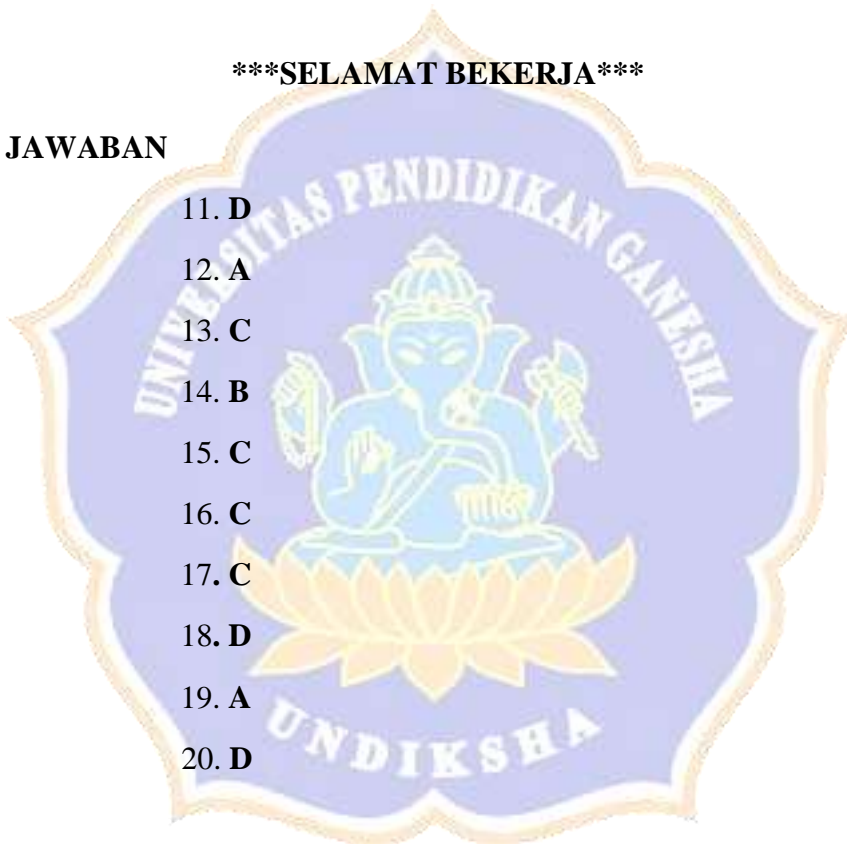 ***SELAMAT BEKERJA***
JAWABAN
UNIVERSITAS PENDIDIKAN GANESHA
11. D
12. A
13. C
14. B
15. C
16. C
17. C
18. D
19. A
20. D
UNDIKSHA